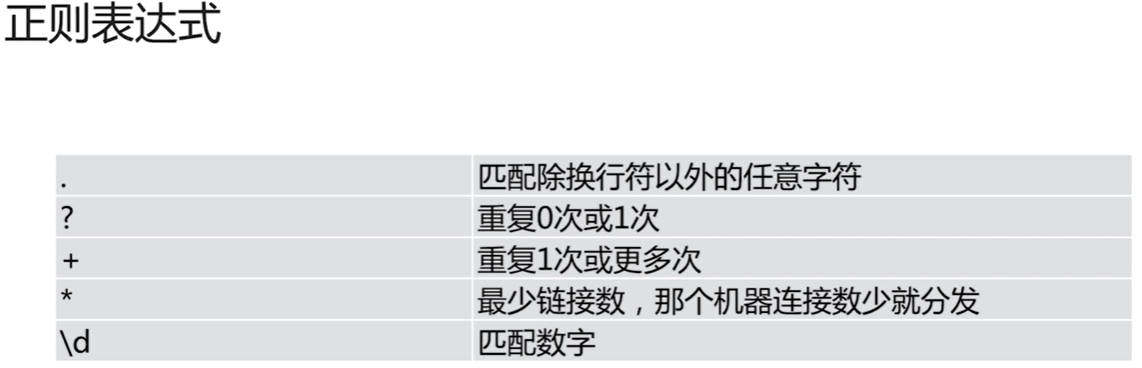 正则表达式
. 匹配除换行符以外的任意字符
? 重复0次或1次
+ 重复1次或更多次
* 最少链接数，那个机器连接数少就分发
\d 匹配数字